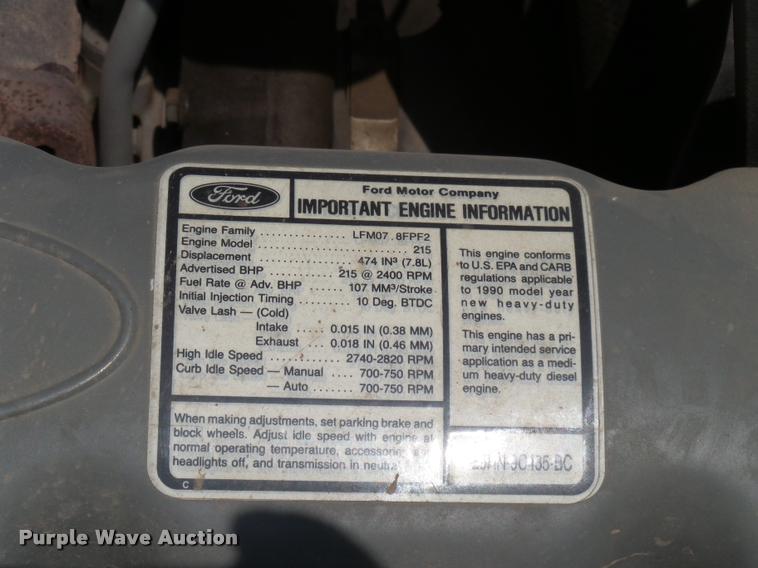 Ford
Ford Motor Company
IMPORTANT ENGINE INFORMATION
Engine Family .......... LFM07.8FPF2
Engine Model .......... 215
Displacement .......... 474 IN³ (7.8L)
Advertised BHP .......... 215 @ 2400 RPM
Fuel Rate @ Adv. BHP .......... 107 MM³/Stroke
Initial Injection Timing .......... 10 Deg. BTDC
Valve Lash — (Cold)
Intake ..... 0.015 IN (0.38 MM)
Exhaust ..... 0.018 IN (0.46 MM)
High Idle Speed .......... 2740-2820 RPM
Curb Idle Speed — Manual .... 700-750 RPM
— Auto ....... 700-750 RPM
This engine conforms
to U.S. EPA and CARB
regulations applicable
to 1990 model year
new heavy-duty
engines.
This engine has a pri-
mary intended service
application as a medi-
um heavy-duty diesel
engine.
When making adjustments, set parking brake and
block wheels. Adjust idle speed with engine at
normal operating temperature, accessories
headlights off, and transmission in neutral
C
Purple Wave Auction